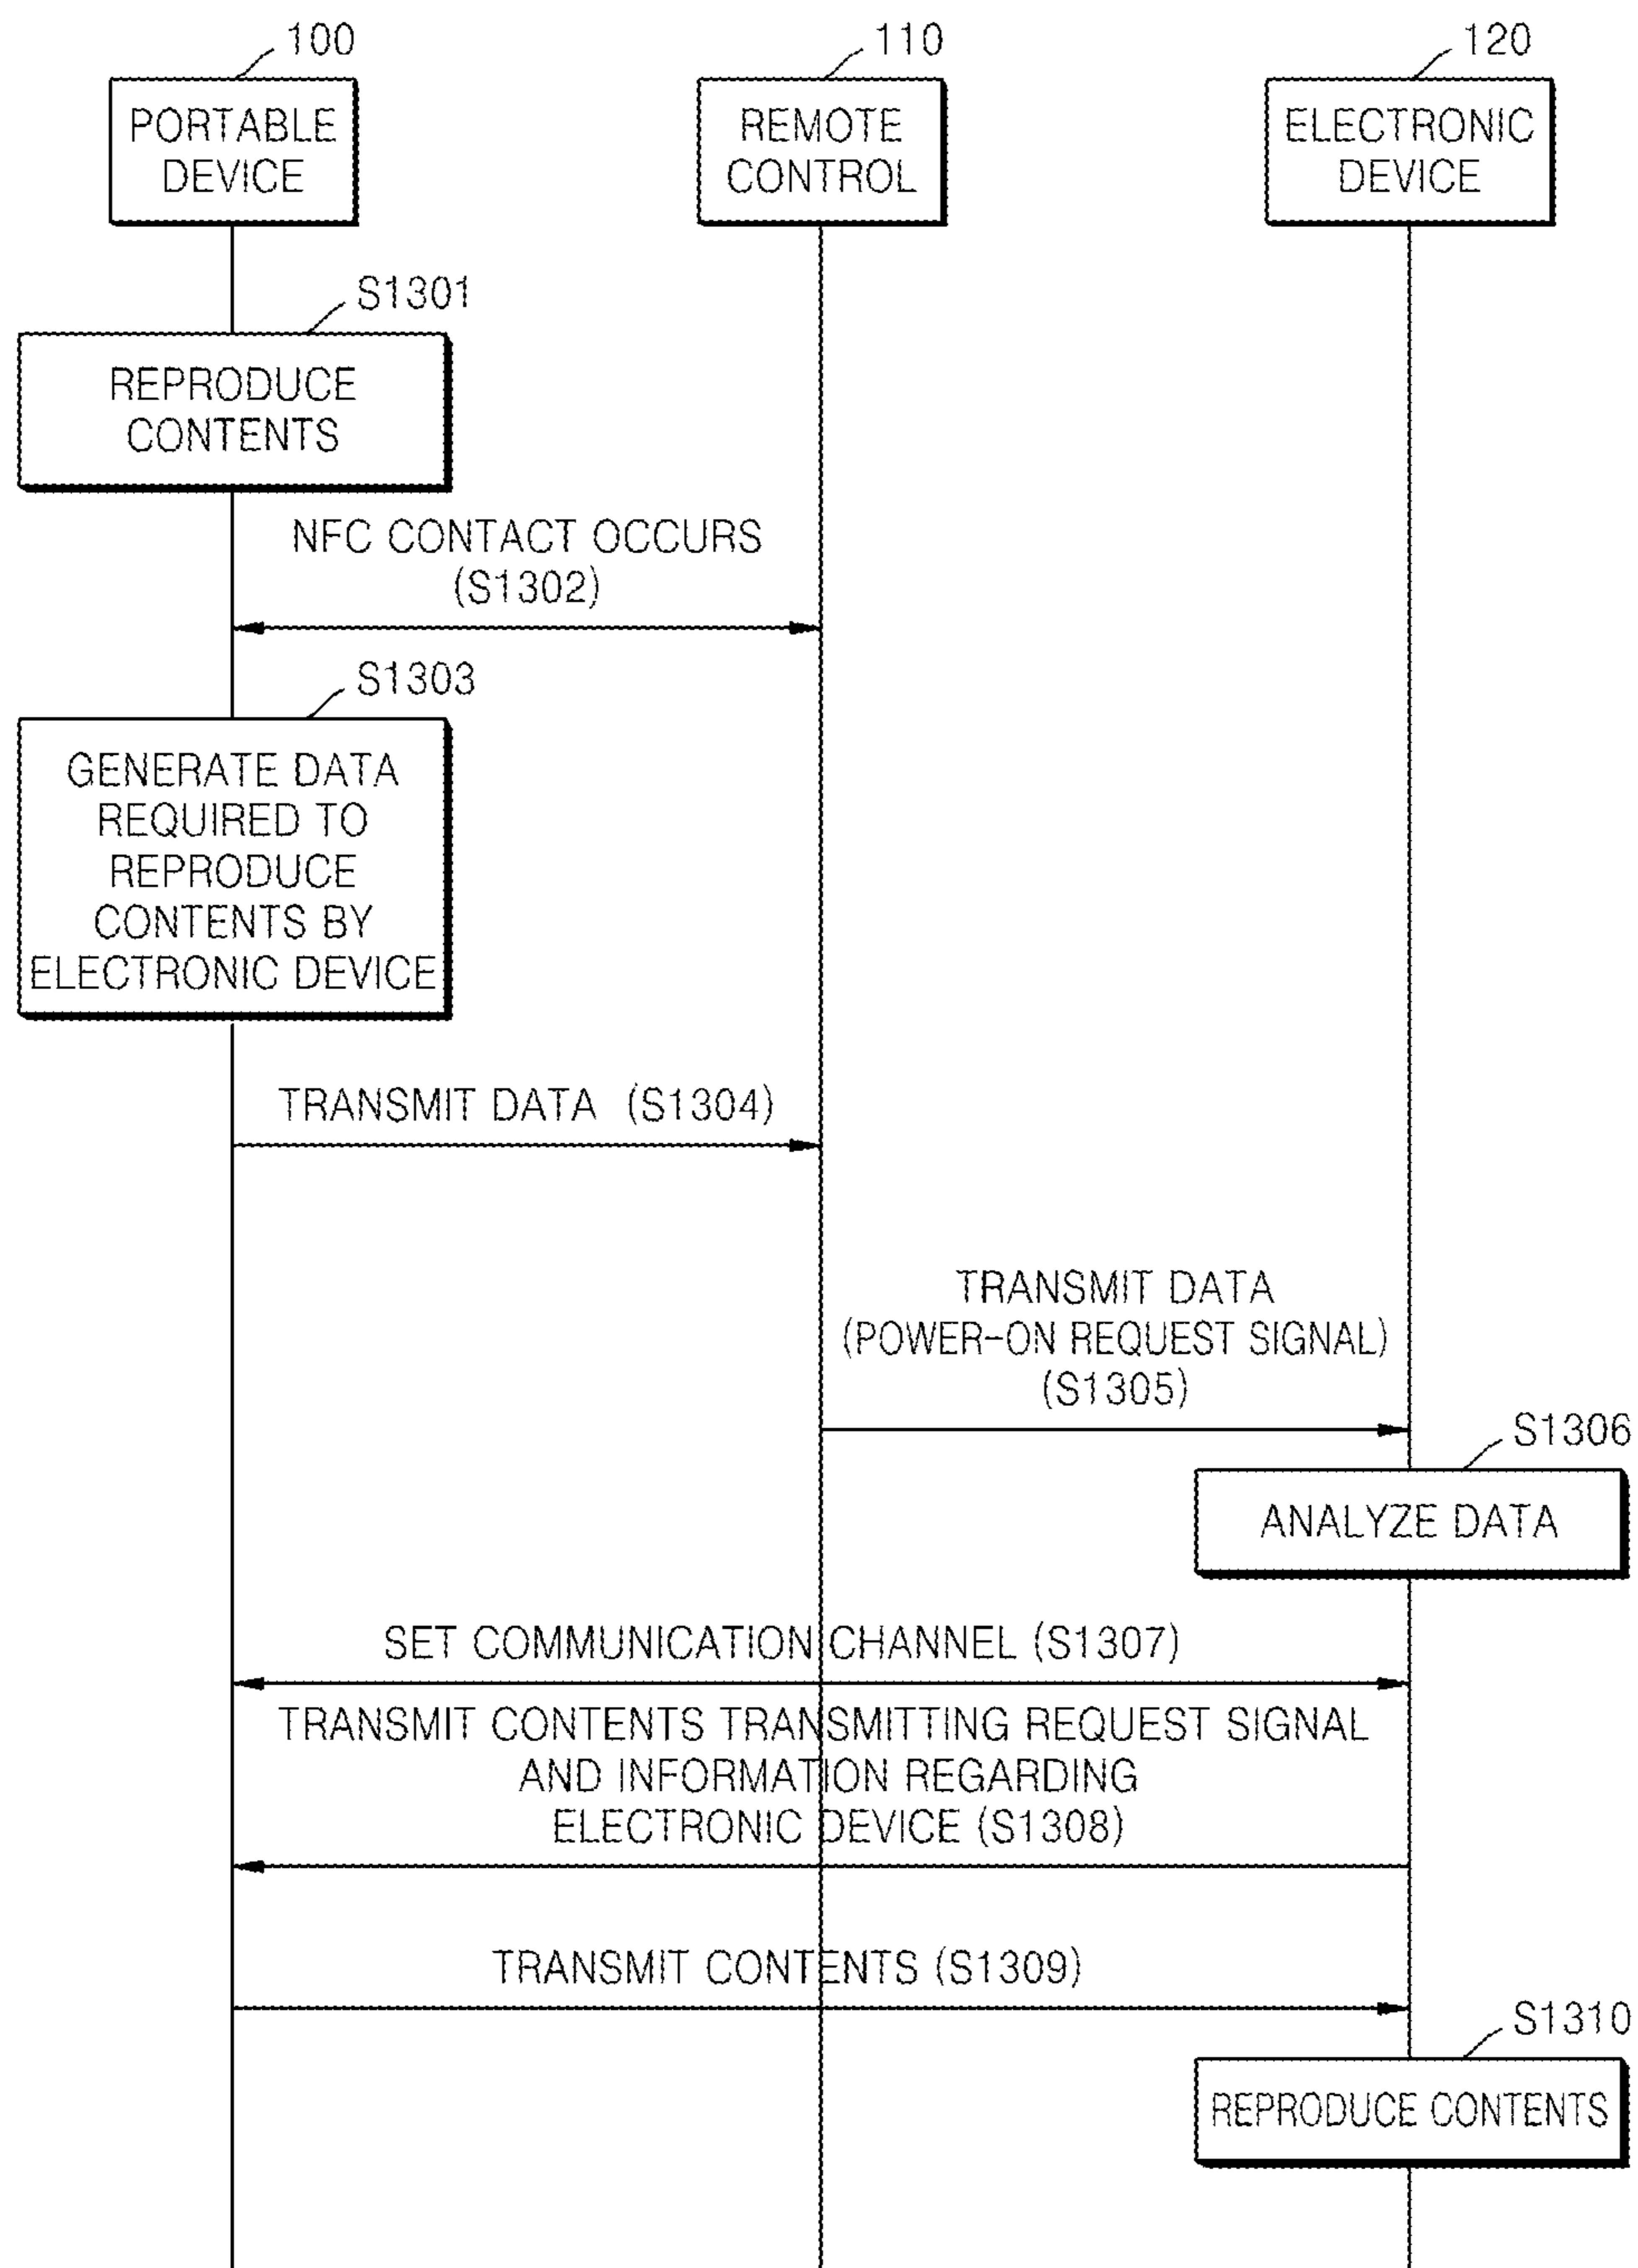 100
110
120
PORTABLE
DEVICE
REMOTE
CONTROL
ELECTRONIC
DEVICE
S1301
REPRODUCE
CONTENTS
NFC CONTACT OCCURS
(S1302)
S1303
GENERATE DATA
REQUIRED TO
REPRODUCE
CONTENTS BY
ELECTRONIC DEVICE
TRANSMIT DATA (S1304)
TRANSMIT DATA
(POWER-ON REQUEST SIGNAL)
(S1305)
S1306
ANALYZE DATA
SET COMMUNICATION CHANNEL (S1307)
TRANSMIT CONTENTS TRANSMITTING REQUEST SIGNAL
AND INFORMATION REGARDING
ELECTRONIC DEVICE (S1308)
TRANSMIT CONTENTS (S1309)
S1310
REPRODUCE CONTENTS